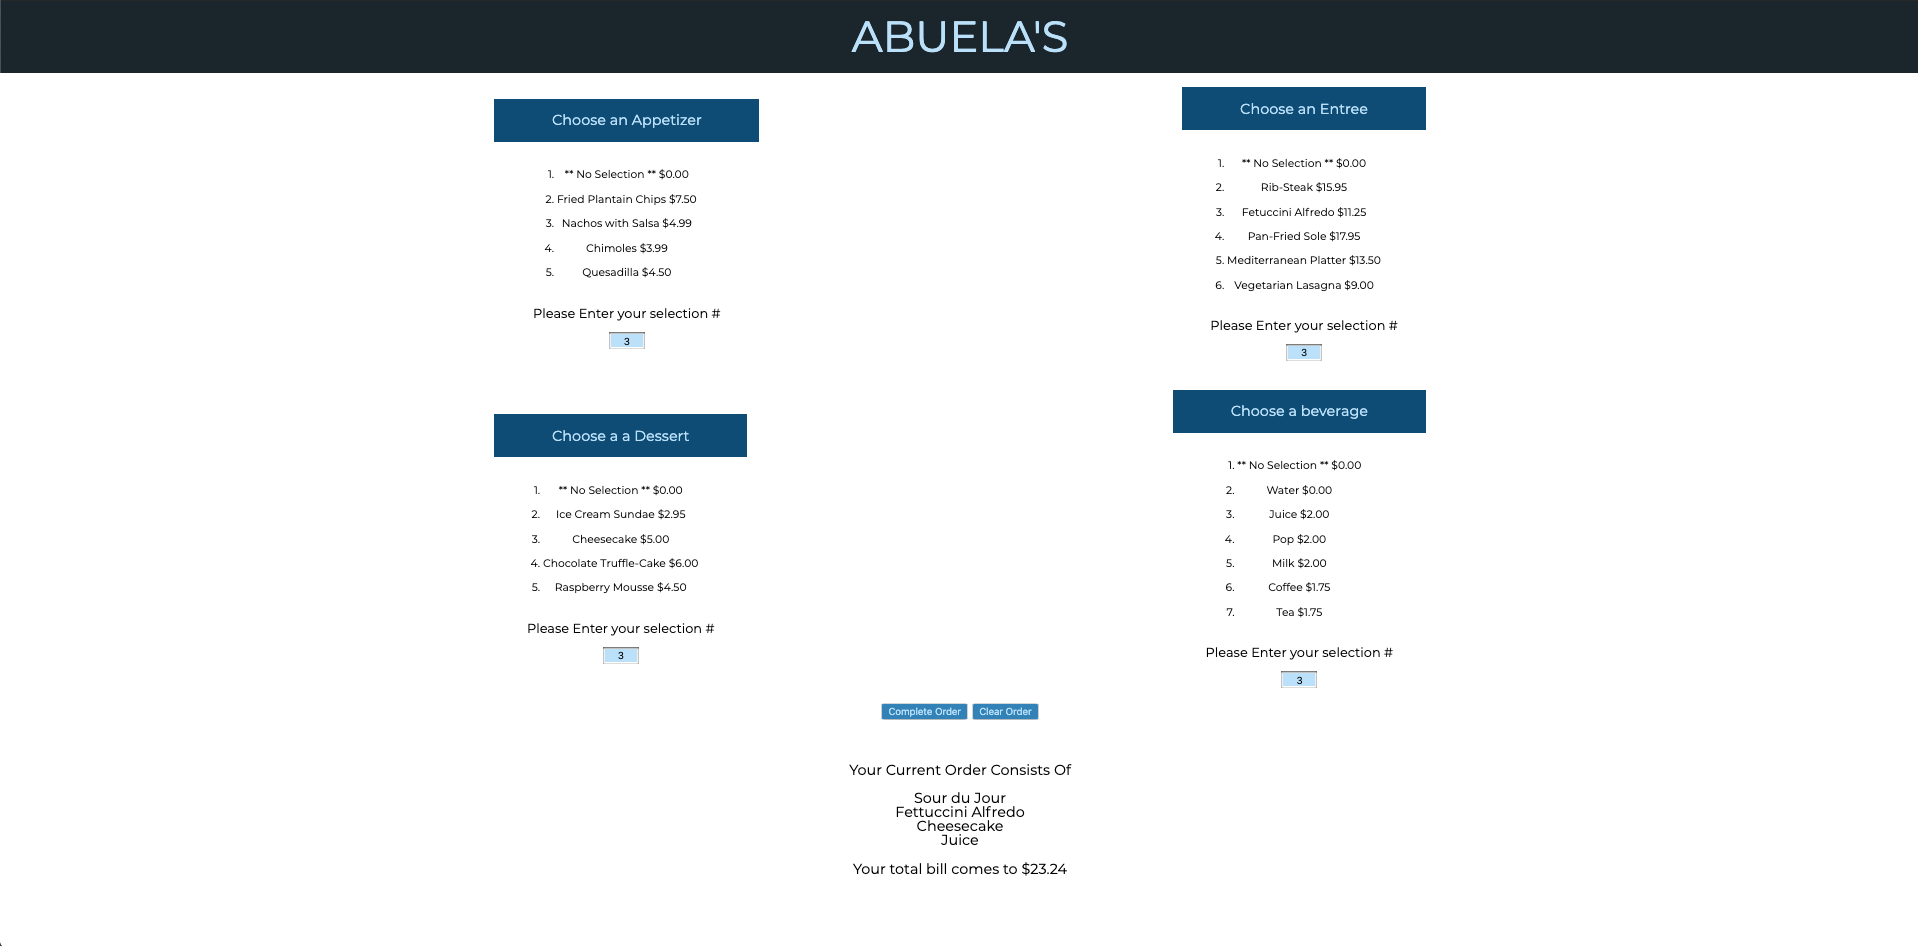 ABUELA'S
Choose an Appetizer
1. ** No Selection ** $0.00
2. Fried Plantain Chips $7.50
3. Nachos with Salsa $4.99
4. Chimoles $3.99
5. Quesadilla $4.50
Please Enter your selection #
3
Choose an Entree
1. ** No Selection ** $0.00
2. Rib-Steak $15.95
3. Fetuccini Alfredo $11.25
4. Pan-Fried Sole $17.95
5. Mediterranean Platter $13.50
6. Vegetarian Lasagna $9.00
Please Enter your selection #
3
Choose a a Dessert
1. ** No Selection ** $0.00
2. Ice Cream Sundae $2.95
3. Cheesecake $5.00
4. Chocolate Truffle-Cake $6.00
5. Raspberry Mousse $4.50
Please Enter your selection #
3
Choose a beverage
1. ** No Selection ** $0.00
2. Water $0.00
3. Juice $2.00
4. Pop $2.00
5. Milk $2.00
6. Coffee $1.75
7. Tea $1.75
Please Enter your selection #
3
Complete Order Clear Order
Your Current Order Consists Of
Sour du Jour
Fettuccini Alfredo
Cheesecake
Juice
Your total bill comes to $23.24